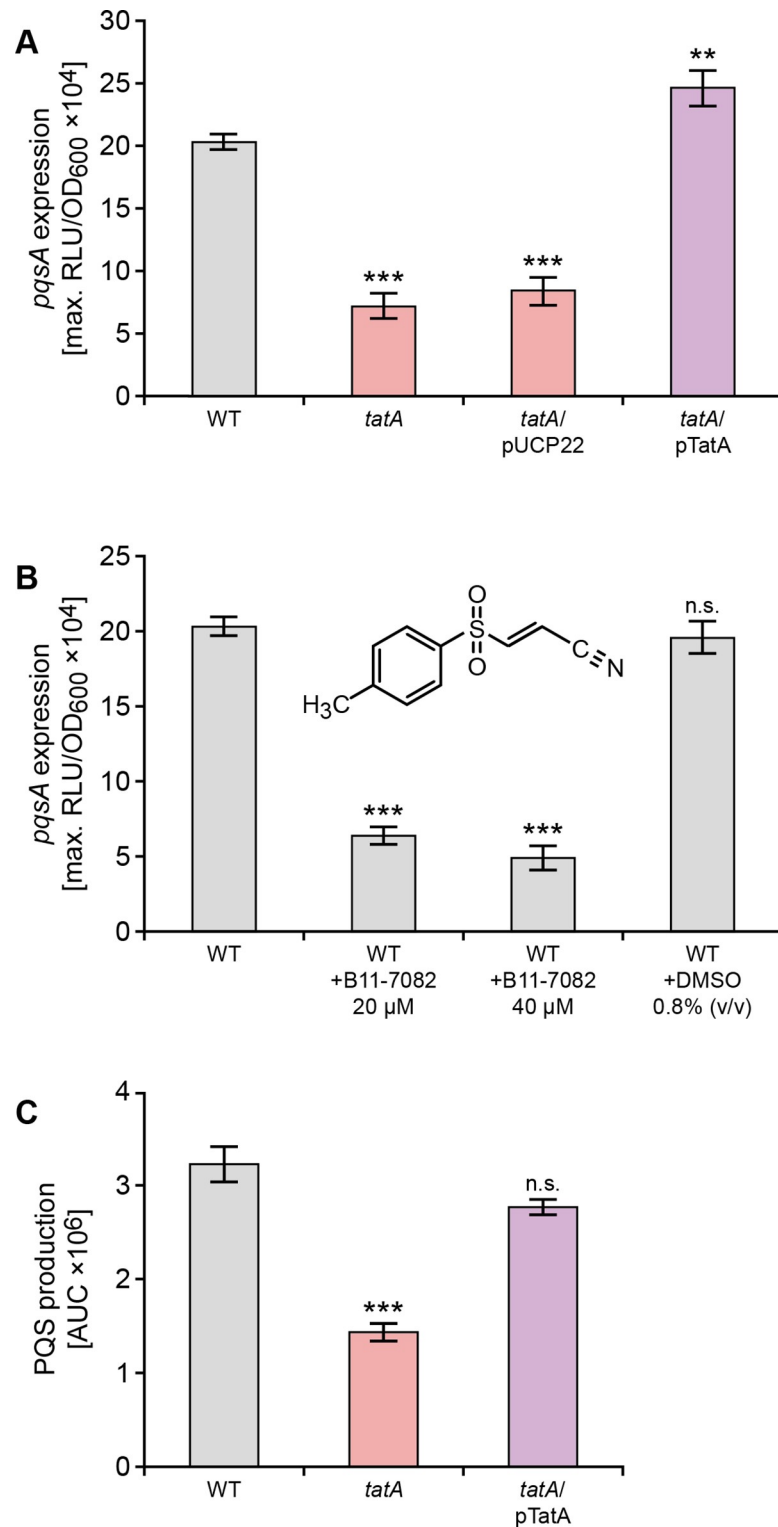 A
pqsA expression
[max. RLU/OD600 ×10⁴]
30
25
20
15
10
5
0
***
***
**
WT
tatA
tatA/
pUCP22
tatA/
pTatA
B
pqsA expression
[max. RLU/OD600 ×10⁴]
25
20
15
10
5
0
O
S
O
C
N
H3C
***
***
n.s.
WT
WT
+B11-7082
20 µM
WT
+B11-7082
40 µM
WT
+DMSO
0.8% (v/v)
C
PQS production
[AUC ×10⁶]
4
3
2
1
0
***
n.s.
WT
tatA
tatA/
pTatA